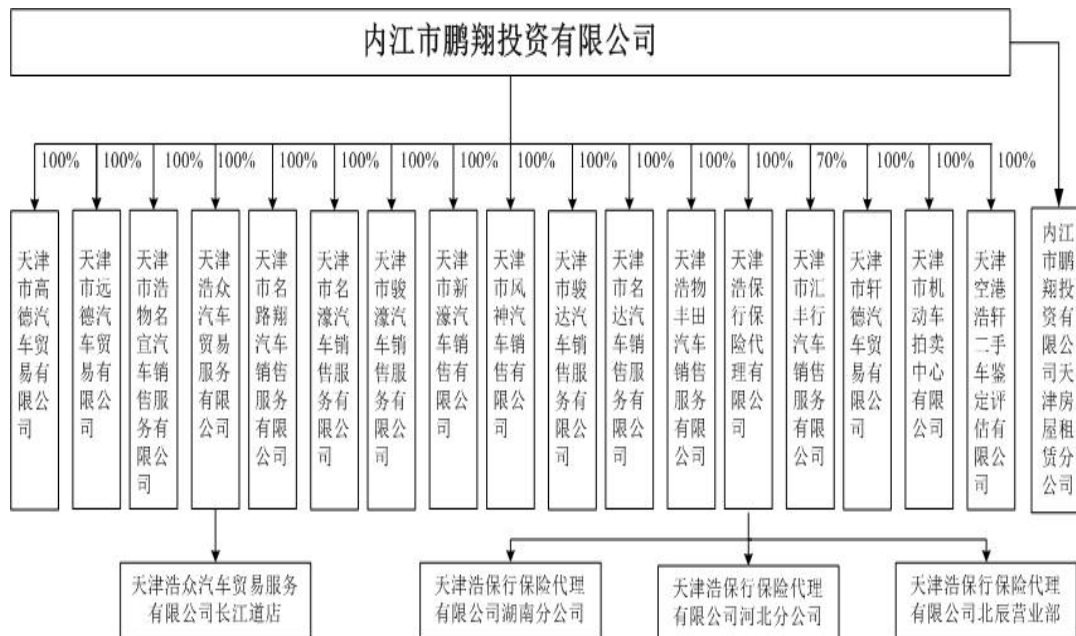 内江市鹏翔投资有限公司
100%
100%
100%
100%
100%
100%
100%
100%
100%
100%
100%
100%
100%
70%
100%
100%
100%
天津市高德汽车贸易有限公司
天津市远德汽车贸易有限公司
天津市浩物名宜汽车销售服务有限公司
天津浩众汽车贸易服务有限公司
天津市名路翔汽车销售服务有限公司
天津市名濠汽车销售服务有限公司
天津市骏濠汽车销售服务有限公司
天津市新濠汽车销售有限公司
天津市风神汽车销售有限公司
天津市骏达汽车销售服务有限公司
天津市名达汽车销售服务有限公司
天津浩物丰田汽车销售服务有限公司
天津浩保行保险代理有限公司
天津市汇丰行汽车销售服务有限公司
天津市轩德汽车贸易有限公司
天津市机动车拍卖中心有限公司
天津空港浩轩二手车鉴定评估有限公司
内江市鹏翔投资有限公司天津房屋租赁分公司
天津浩众汽车贸易服务
有限公司长江道店
天津浩保行保险代理
有限公司湖南分公司
天津浩保行保险代理
有限公司河北分公司
天津浩保行保险代理
有限公司北辰营业部